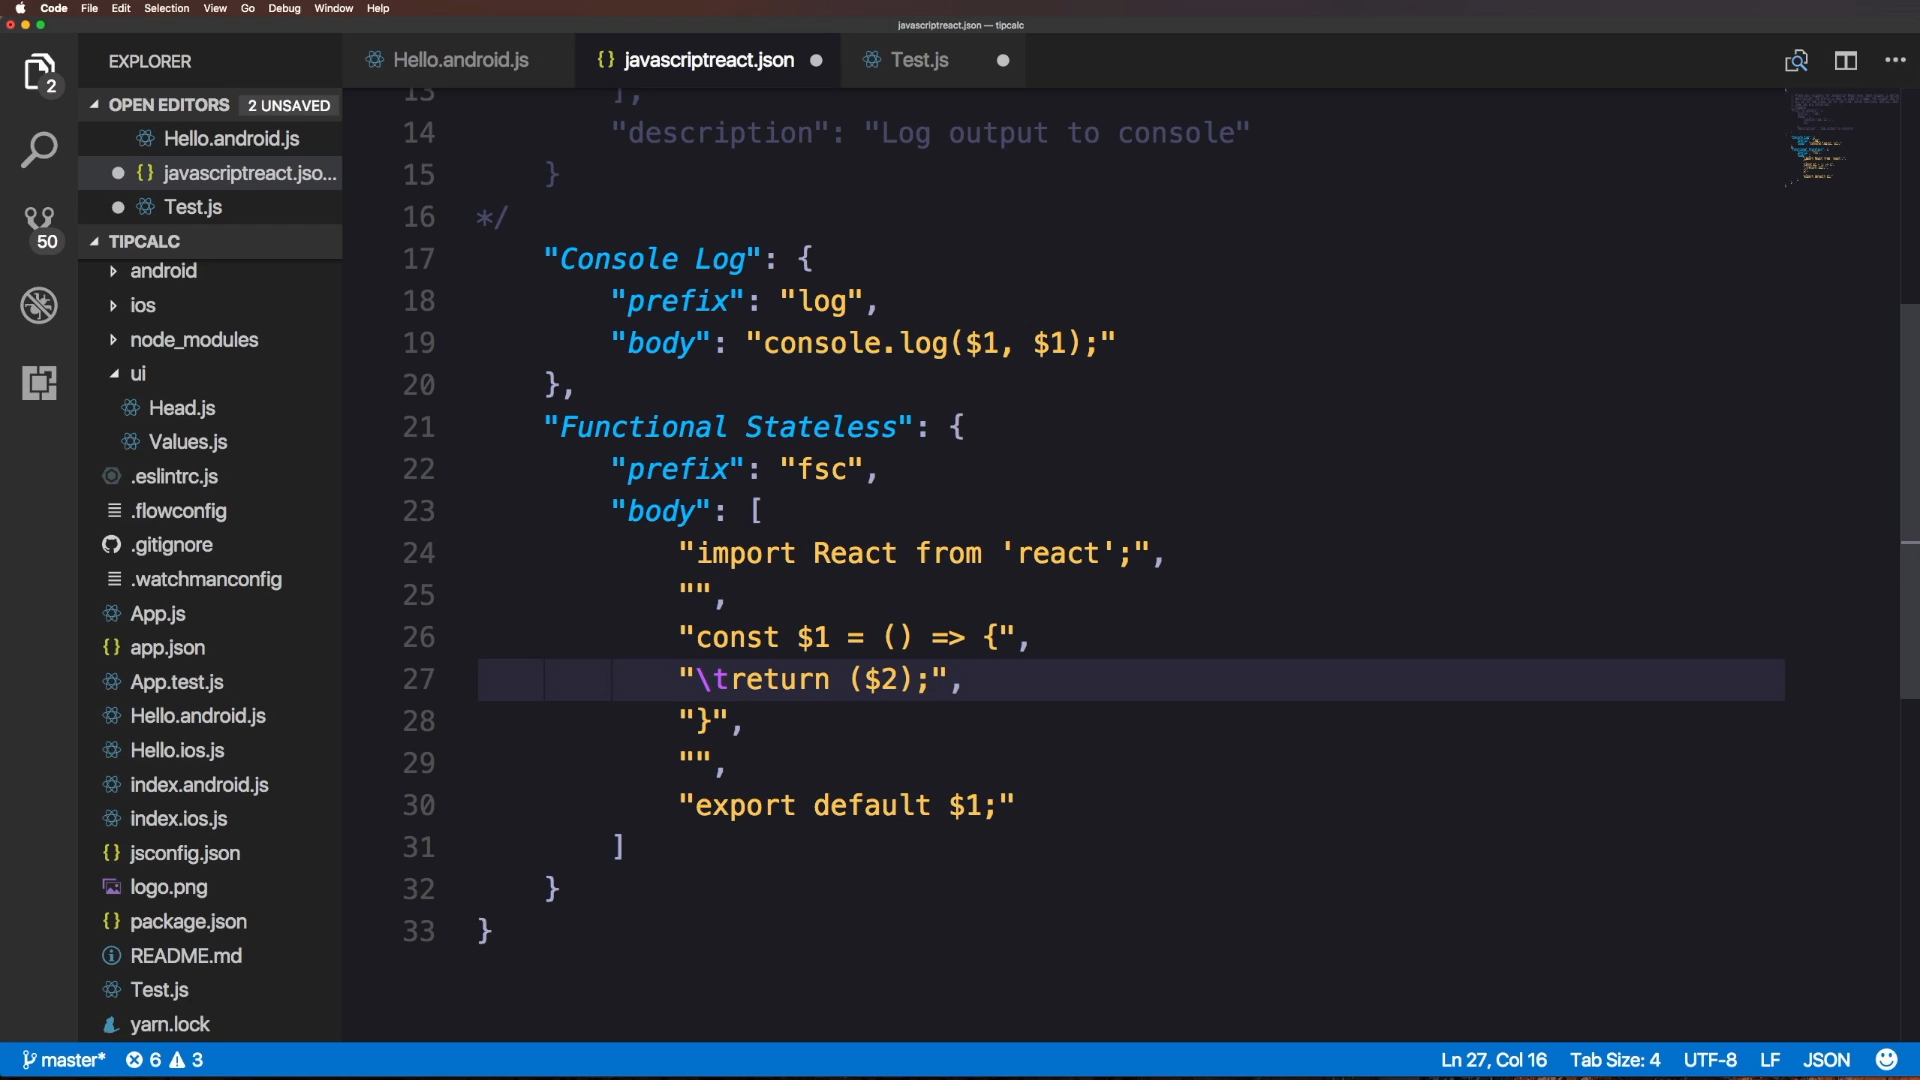 Code File Edit Selection View Go Debug Window Help
javascriptreact.json — tipcalc
EXPLORER
OPEN EDITORS 2 UNSAVED
Hello.android.js
{} javascriptreact.jso...
Test.js
TIPCALC
android
ios
node_modules
ui
Head.js
Values.js
.eslintrc.js
.flowconfig
.gitignore
.watchmanconfig
App.js
{} app.json
App.test.js
Hello.android.js
Hello.ios.js
index.android.js
index.ios.js
{} jsconfig.json
logo.png
{} package.json
README.md
Test.js
yarn.lock
2
50
Hello.android.js {} javascriptreact.json Test.js
13 ],
14 "description": "Log output to console"
15 }
16 */
17 "Console Log": {
18 "prefix": "log",
19 "body": "console.log($1, $1);"
20 },
21 "Functional Stateless": {
22 "prefix": "fsc",
23 "body": [
24 "import React from 'react';",
25 "",
26 "const $1 = () => {",
27 "\treturn ($2);",
28 "}",
29 "",
30 "export default $1;"
31 ]
32 }
33 }
master* 6 3 Ln 27, Col 16 Tab Size: 4 UTF-8 LF JSON